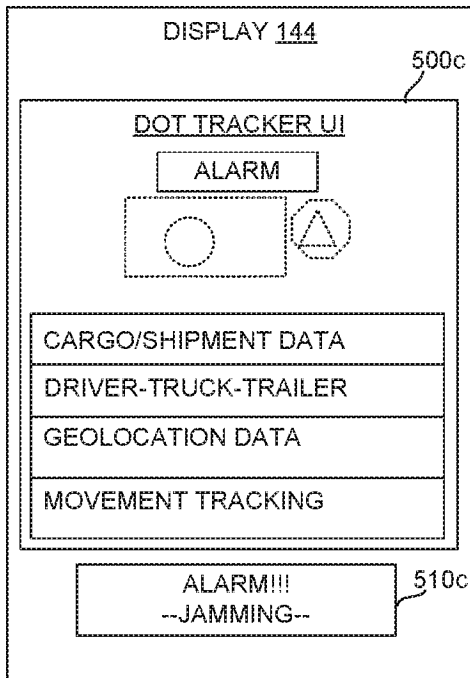 DISPLAY 144
500c
DOT TRACKER UI
ALARM
CARGO/SHIPMENT DATA
DRIVER-TRUCK-TRAILER
GEOLOCATION DATA
MOVEMENT TRACKING
ALARM!!!
--JAMMING--
510c